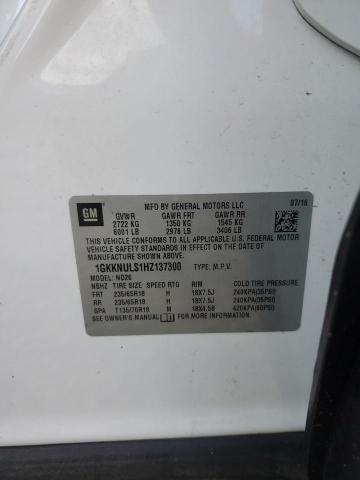 MFD BY GENERAL MOTORS LLC 07/16
GM GVWR GAWR FRT GAWR RR
2722 KG 1350 KG 1545 KG
6001 LB 2976 LB 3406 LB
THIS VEHICLE CONFORMS TO ALL APPLICABLE U.S. FEDERAL MOTOR
VEHICLE SAFETY AND THEFT PREVENTION STANDARDS IN EFFECT ON THE DATE OF
MANUFACTURE SHOWN ABOVE.
1GKKNULS1HZ137300 TYPE: M.P.V.
MODEL: ND26
NBHZ TIRE SIZE SPEED RTG RIM COLD TIRE PRESSURE
FRT 235/65R18 H 18X7.5J 240KPA(35PSI)
RR 235/65R18 H 18X7.5J 240KPA(35PSI)
SPA T135/70R18 M 18X4.5B 420KPA(60PSI)
SEE OWNER'S MANUAL FOR MORE INFORMATION.